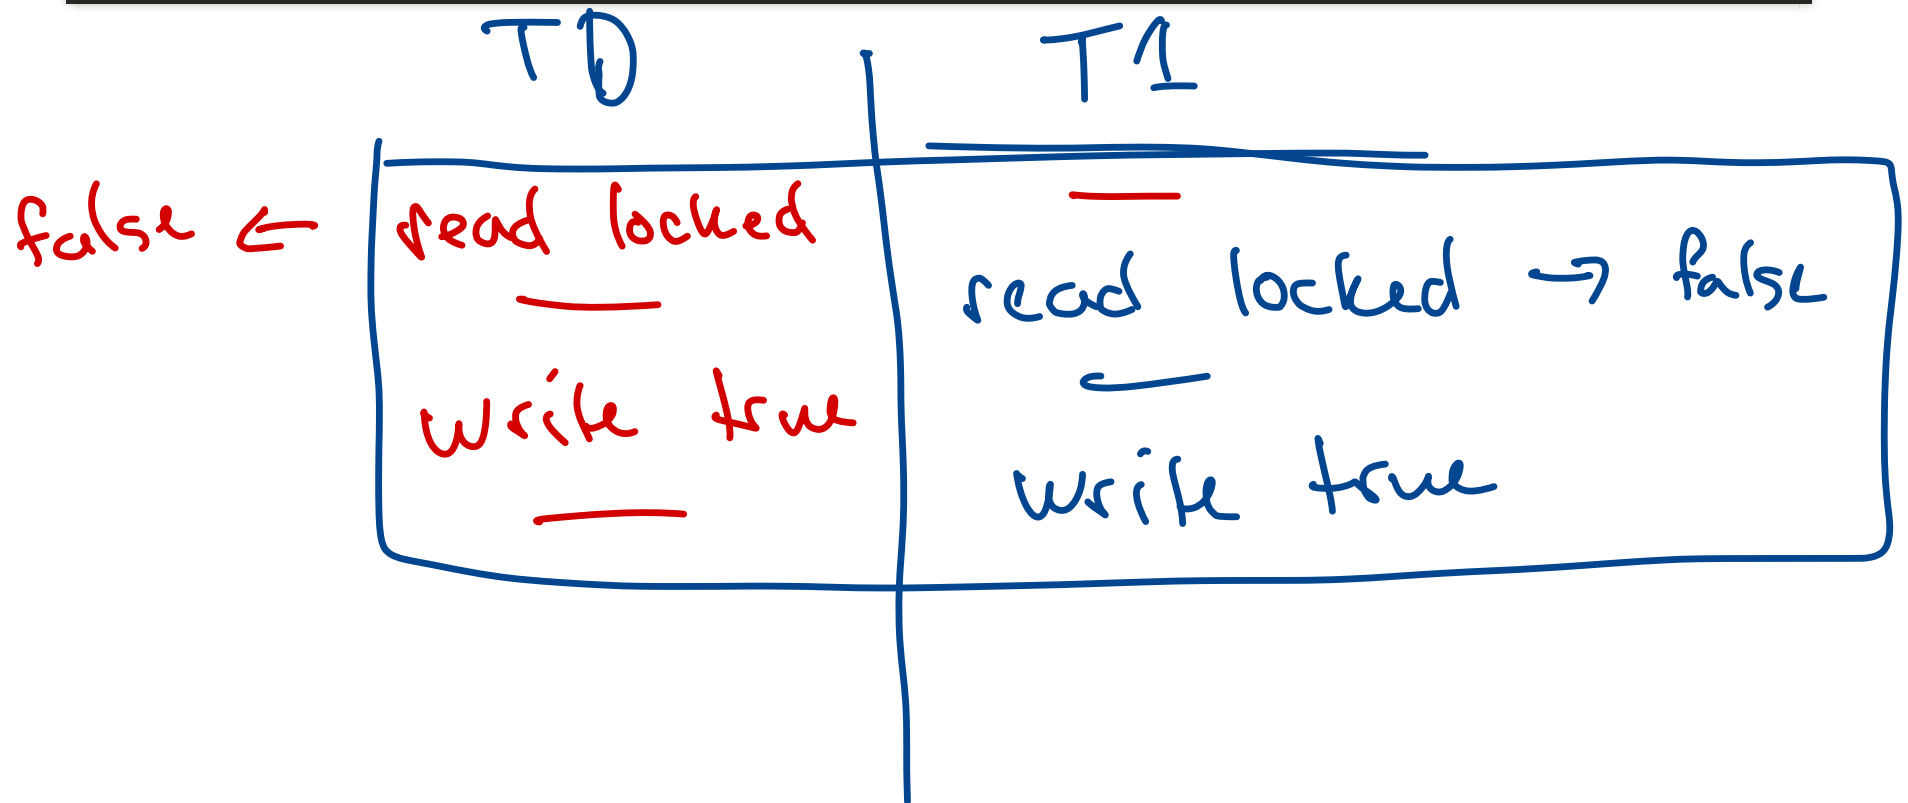 T0 T1
false ← read locked
read locked → false
write true
write true